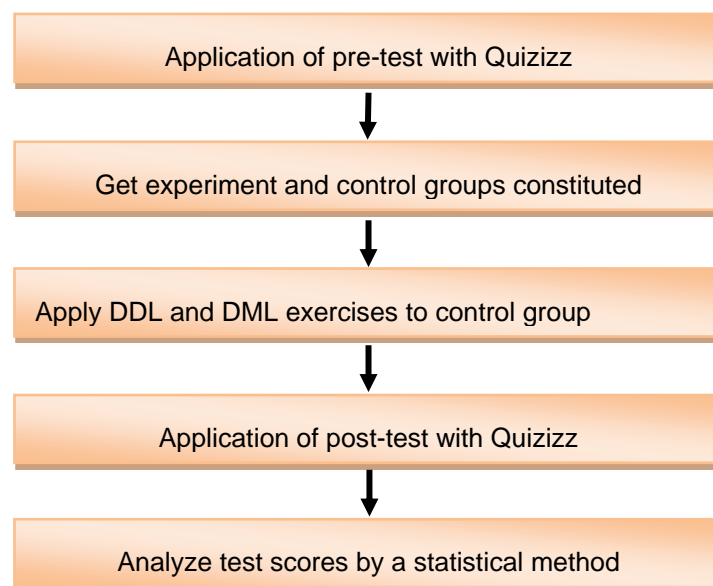 Application of pre-test with Quizizz
Get experiment and control groups constituted
Apply DDL and DML exercises to control group
Application of post-test with Quizizz
Analyze test scores by a statistical method